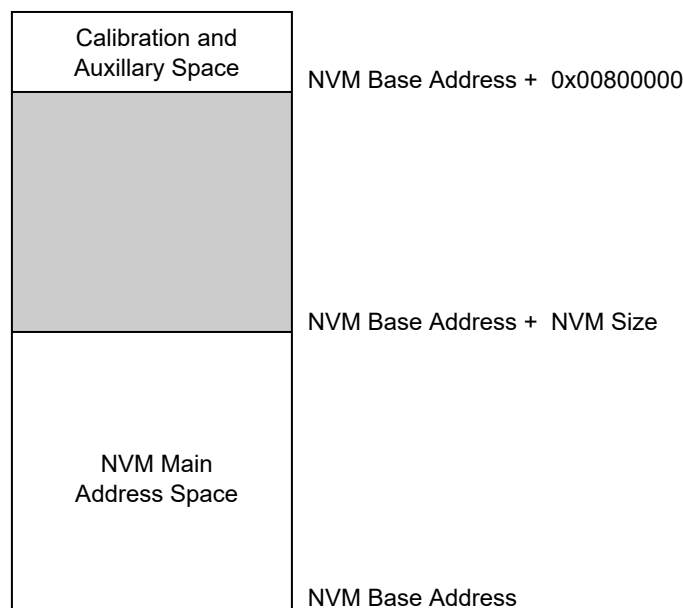 Calibration and
Auxillary Space
NVM Base Address + 0x00800000
NVM Base Address + NVM Size
NVM Main
Address Space
NVM Base Address